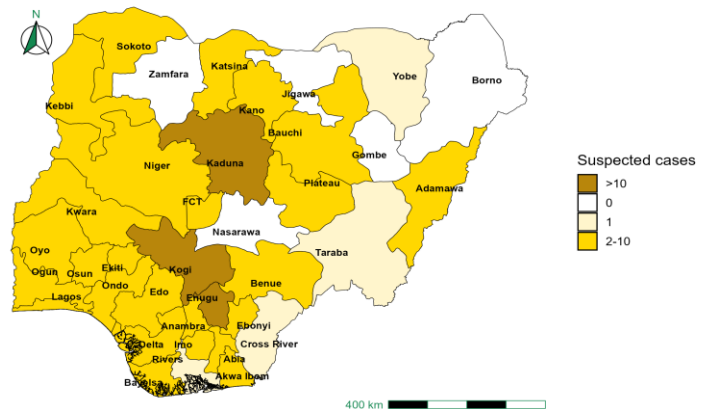 N
Sokoto
Zamfara
Katsina
Yobe
Borno
Jigawa
Kebbi
Kano
Bauchi
Gombe
Kaduna
Niger
Plateau
Adamawa
FCT
Kwara
Nasarawa
Taraba
Oyo
Ogun
Osun
Ekiti
Kogi
Ondo
Lagos
Edo
Enugu
Benue
Anambra
Ebonyi
Delta
Imo
Cross River
Rivers
Abia
Bayelsa
Akwa Ibom
Suspected cases
>10
0
1
2-10
400 km